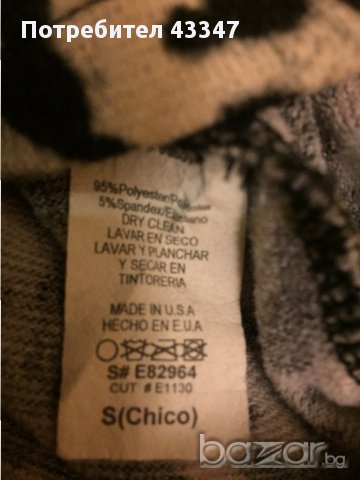 Потребител 43347
95%Polyester/Poliester
5%Spandex/Elastano
DRY CLEAN
LAVAR EN SECO
LAVAR Y PLANCHAR
Y SECAR EN
TINTORERIA
MADE IN U.S.A
HECHO EN E.U.A
S# E82964
CUT # E1130
S(Chico)
bazar.bg